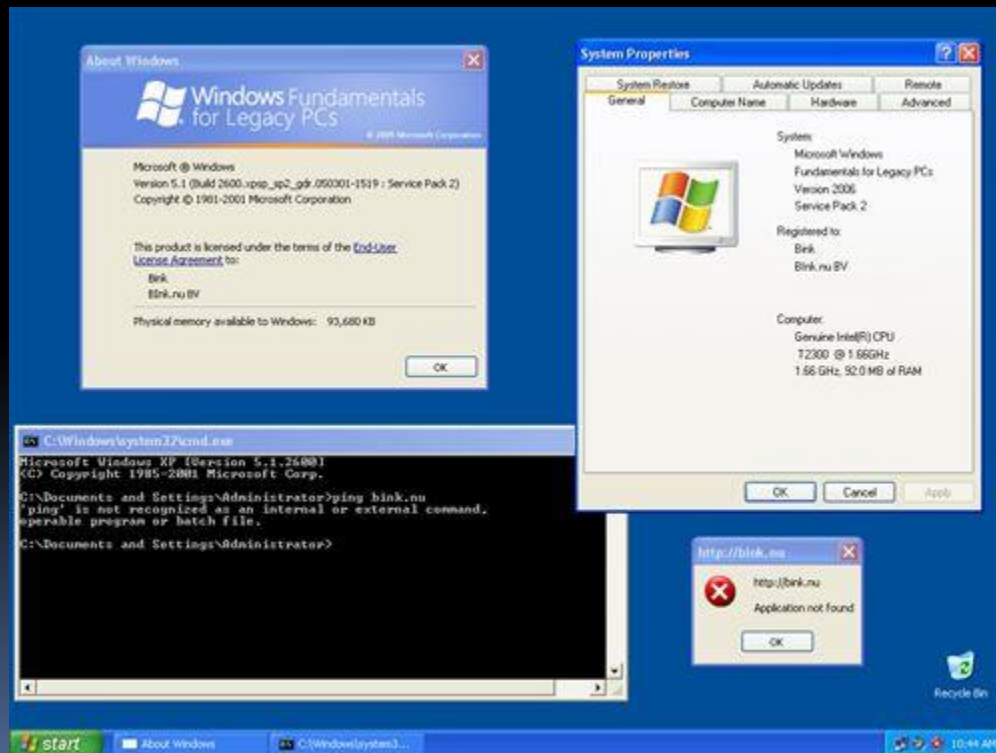 About Windows
Windows Fundamentals
for Legacy PCs
© 2005 Microsoft Corporation
Microsoft ® Windows
Version 5.1 (Build 2600.xpsp_sp2_gdr.050301-1519 : Service Pack 2)
Copyright © 1981-2001 Microsoft Corporation
This product is licensed under the terms of the End-User
License Agreement to:
Bink
BInk.nu BV
Physical memory available to Windows: 93,680 KB
OK
System Properties
System Restore Automatic Updates Remote
General Computer Name Hardware Advanced
System:
Microsoft Windows
Fundamentals for Legacy PCs
Version 2006
Service Pack 2
Registered to:
Bink
BInk.nu BV
Computer:
Genuine Intel(R) CPU
T2300 @ 1.66GHz
1.66 GHz, 92.0 MB of RAM
OK Cancel Apply
C:\Windows\system32\cmd.exe
Microsoft Windows XP [Version 5.1.2600]
(C) Copyright 1985-2001 Microsoft Corp.
C:\Documents and Settings\Administrator>ping bink.nu
'ping' is not recognized as an internal or external command,
operable program or batch file.
C:\Documents and Settings\Administrator>
http://bink.nu
http://bink.nu
Application not found
OK
Recycle Bin
start About Windows C:\Windows\system3... 10:44 AM